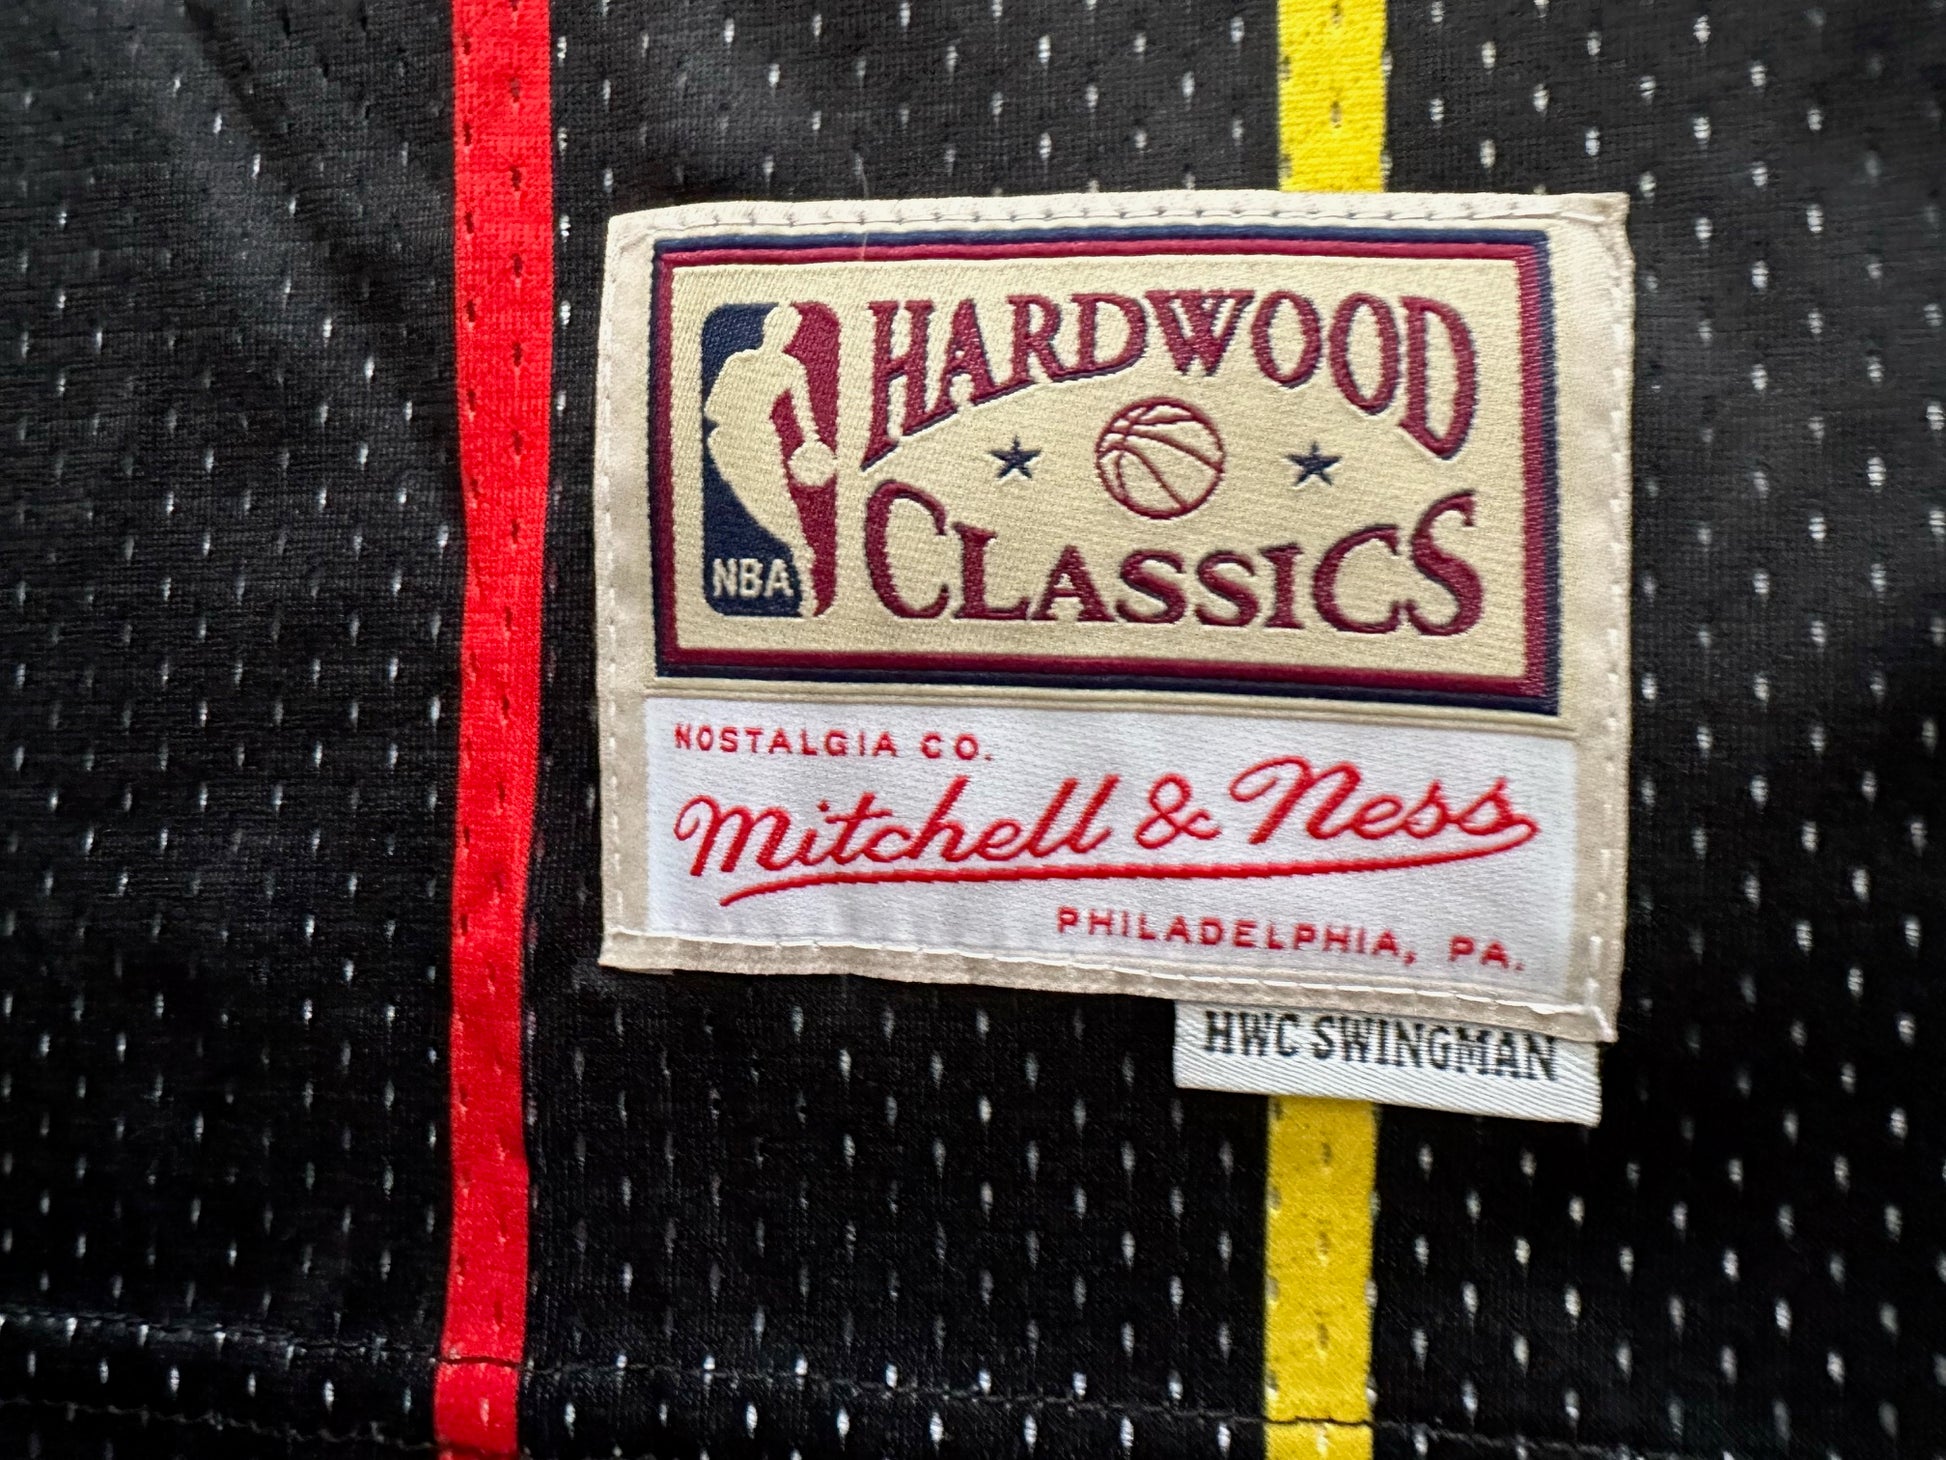 HARDWOOD
CLASSICS
NBA
NOSTALGIA CO.
Mitchell & Ness
PHILADELPHIA, PA.
HWC SWINGMAN